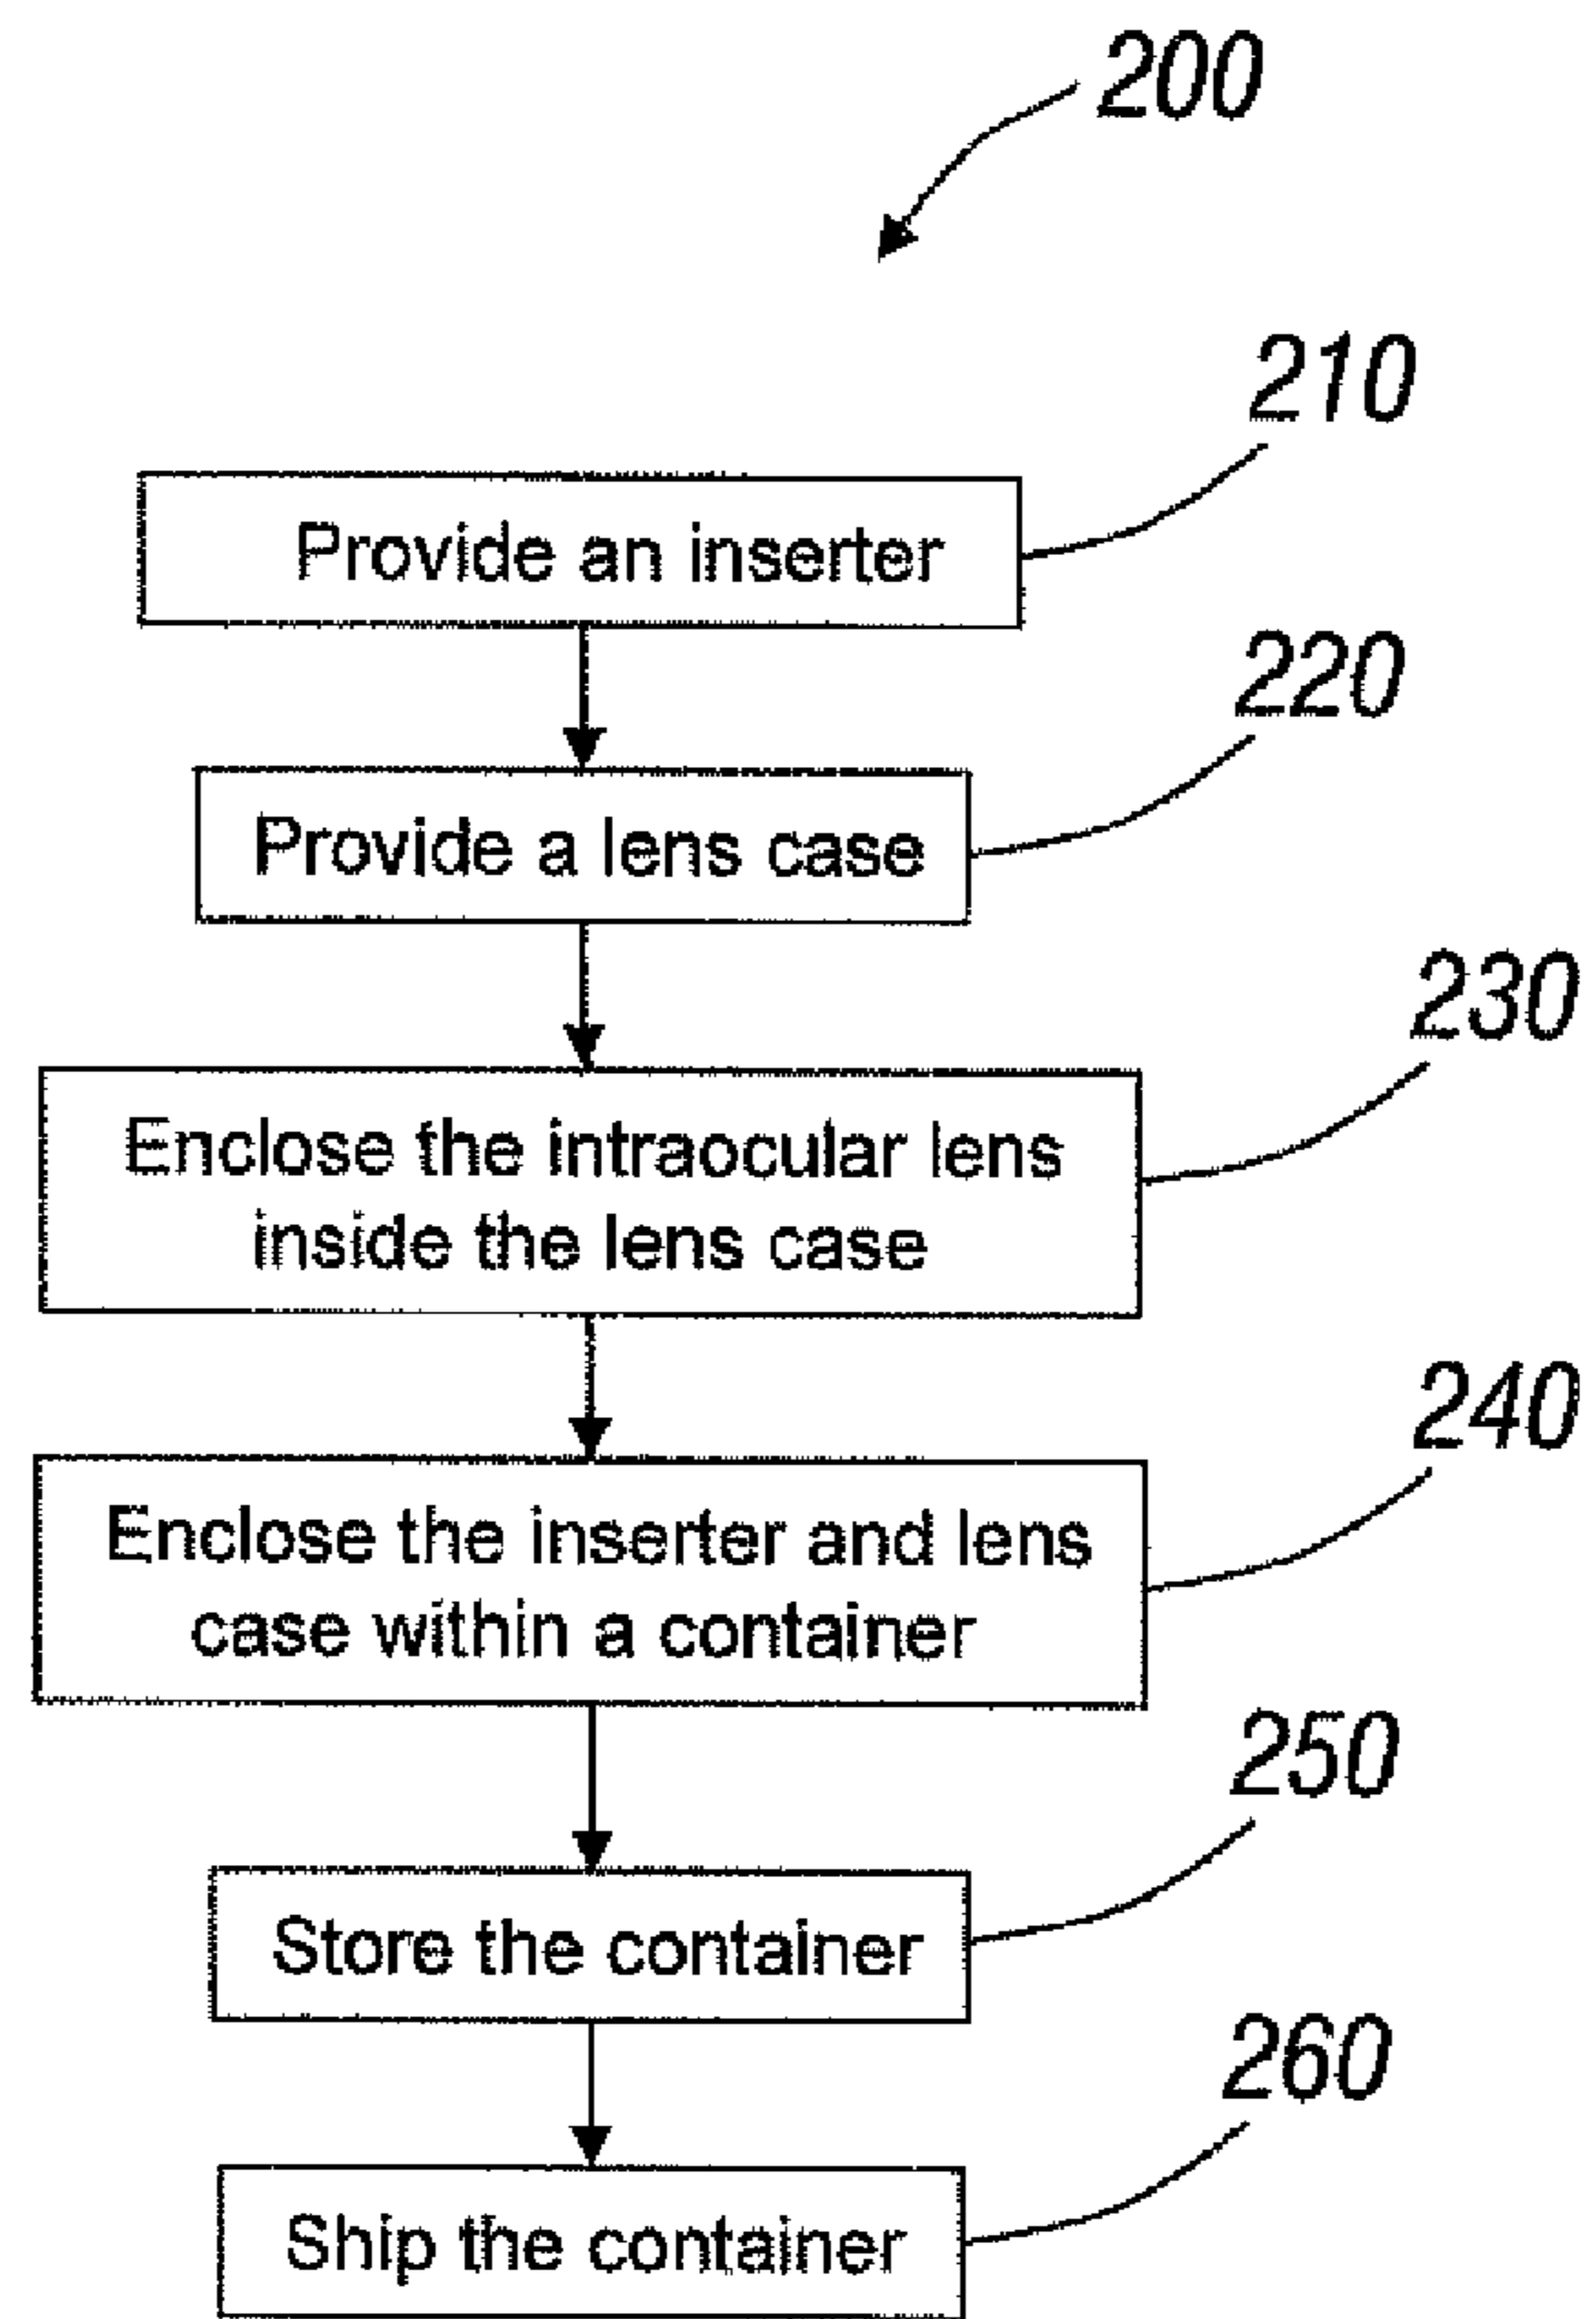 200
210
Provide an inserter
220
Provide a lens case
230
Enclose the intraocular lens
inside the lens case
240
Enclose the inserter and lens
case within a container
250
Store the container
260
Ship the container